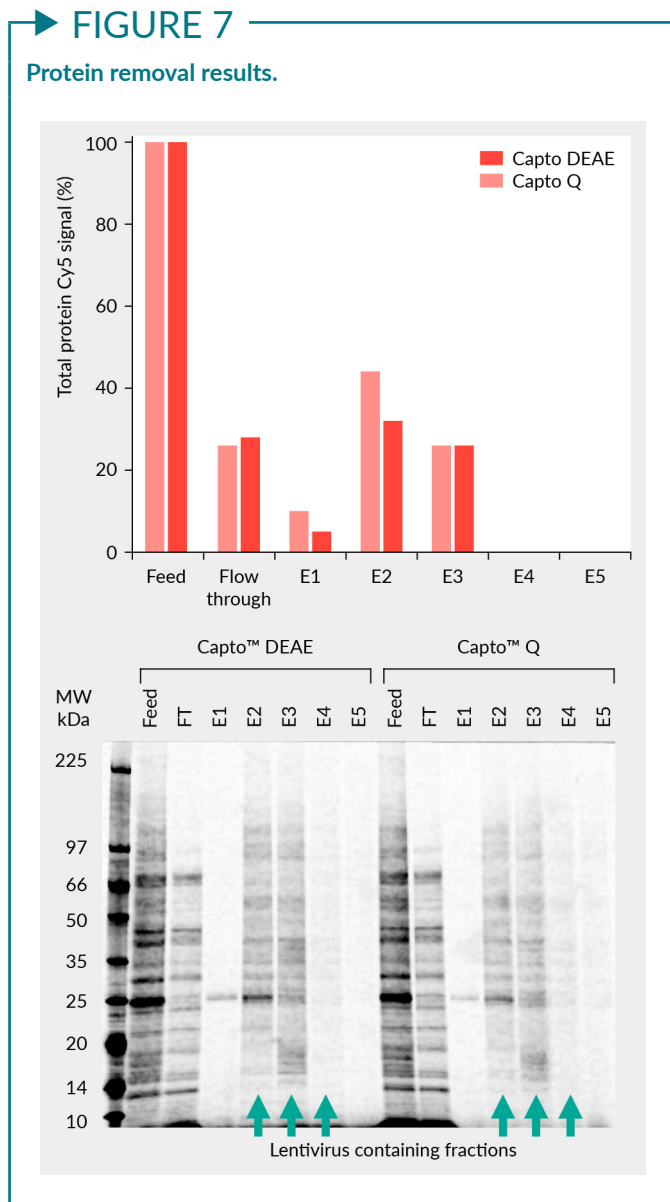 FIGURE 7
Protein removal results.
Total protein Cy5 signal (%)
100
80
60
40
20
0
Capto DEAE
Capto Q
Feed Flow through E1 E2 E3 E4 E5
Capto™ DEAE Capto™ Q
MW
kDa
Feed FT E1 E2 E3 E4 E5 Feed FT E1 E2 E3 E4 E5
225
97
66
50
35
25
20
14
10
Lentivirus containing fractions